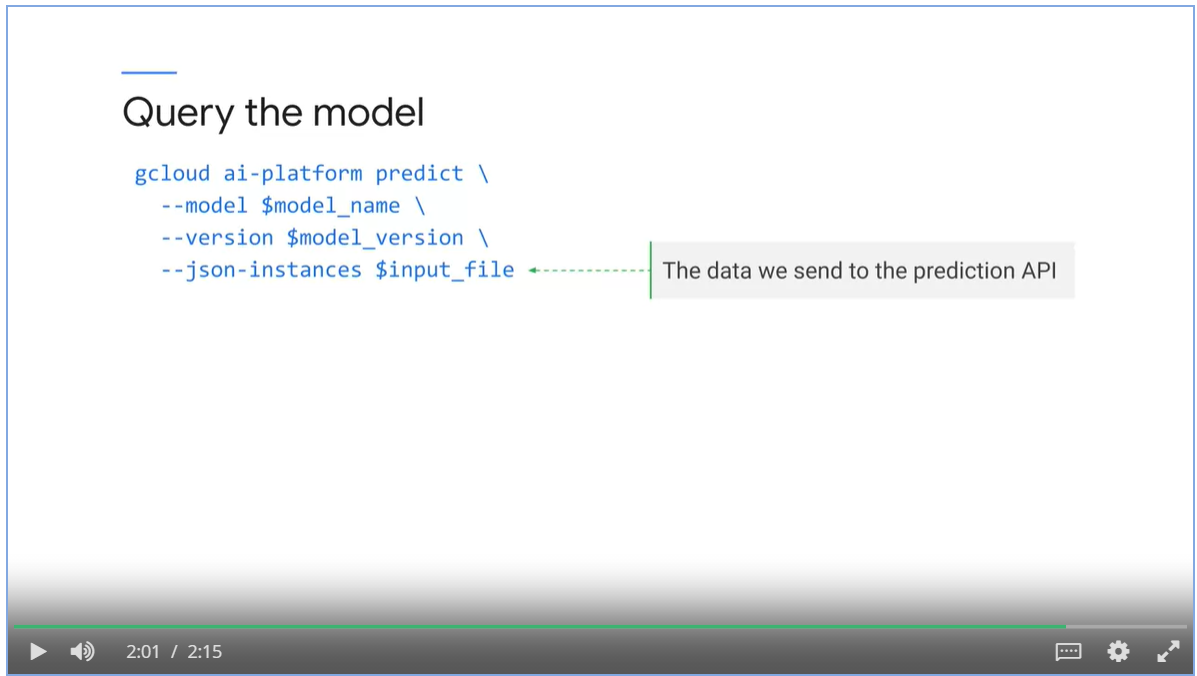 Query the model
gcloud ai-platform predict \
--model $model_name \
--version $model_version \
--json-instances $input_file
The data we send to the prediction API
2:01 / 2:15